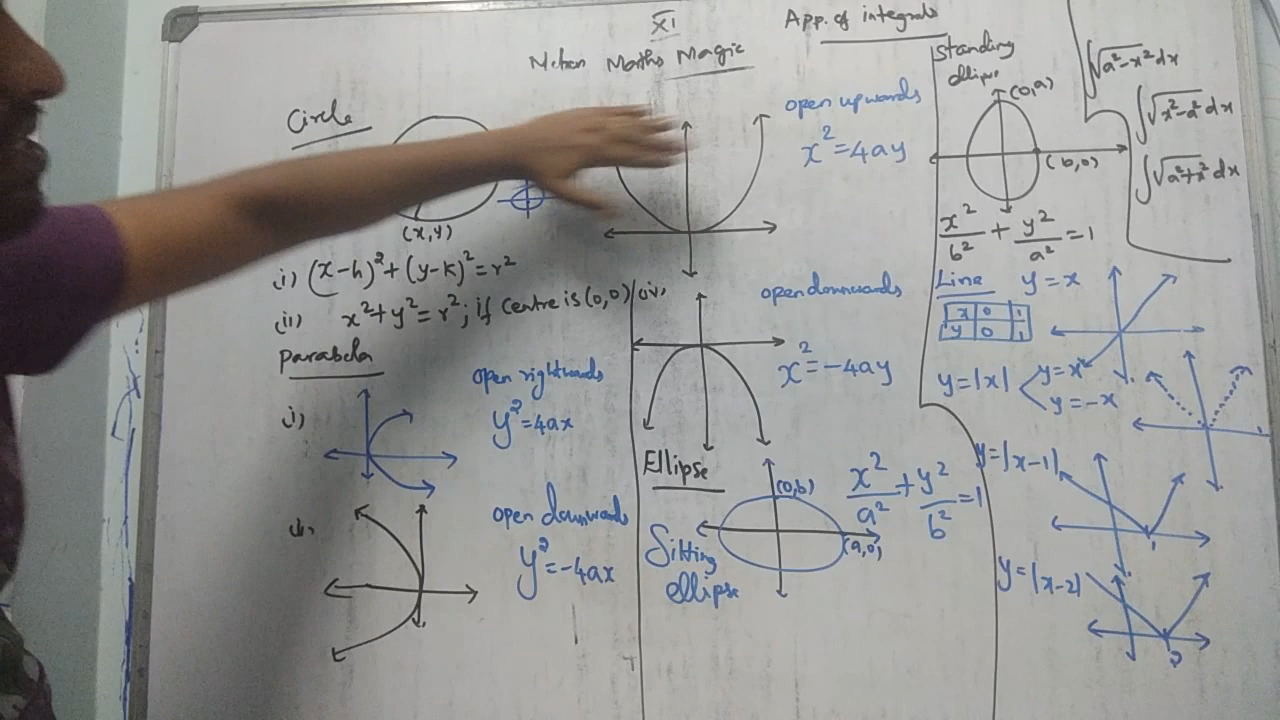 XI
App. of integrals
Maths Magic
Circle
(x,y)
i) (x-h)²+(y-k)²=r²
(ii) x²+y²=r²; if centre is (0,0)
Parabola
i)
open rightwards
y²=4ax
ii)
open downwards
y²=-4ax
open upwards
x²=4ay
(iv)
open downwards
x²=-4ay
Ellipse
(0,b)
(a,0)
x²/a²+y²/b²=1
Sitting
ellipse
Standing
ellipse
(0,a)
(b,0)
x²/b²+y²/a²=1
∫√a²-x² dx
∫√x²-a² dx
∫√a²+x² dx
Line y=x
x 0 1
y 0 1
y=|x| < y=x
y=-x
y=|x-1|
1
y=|x-2|
2